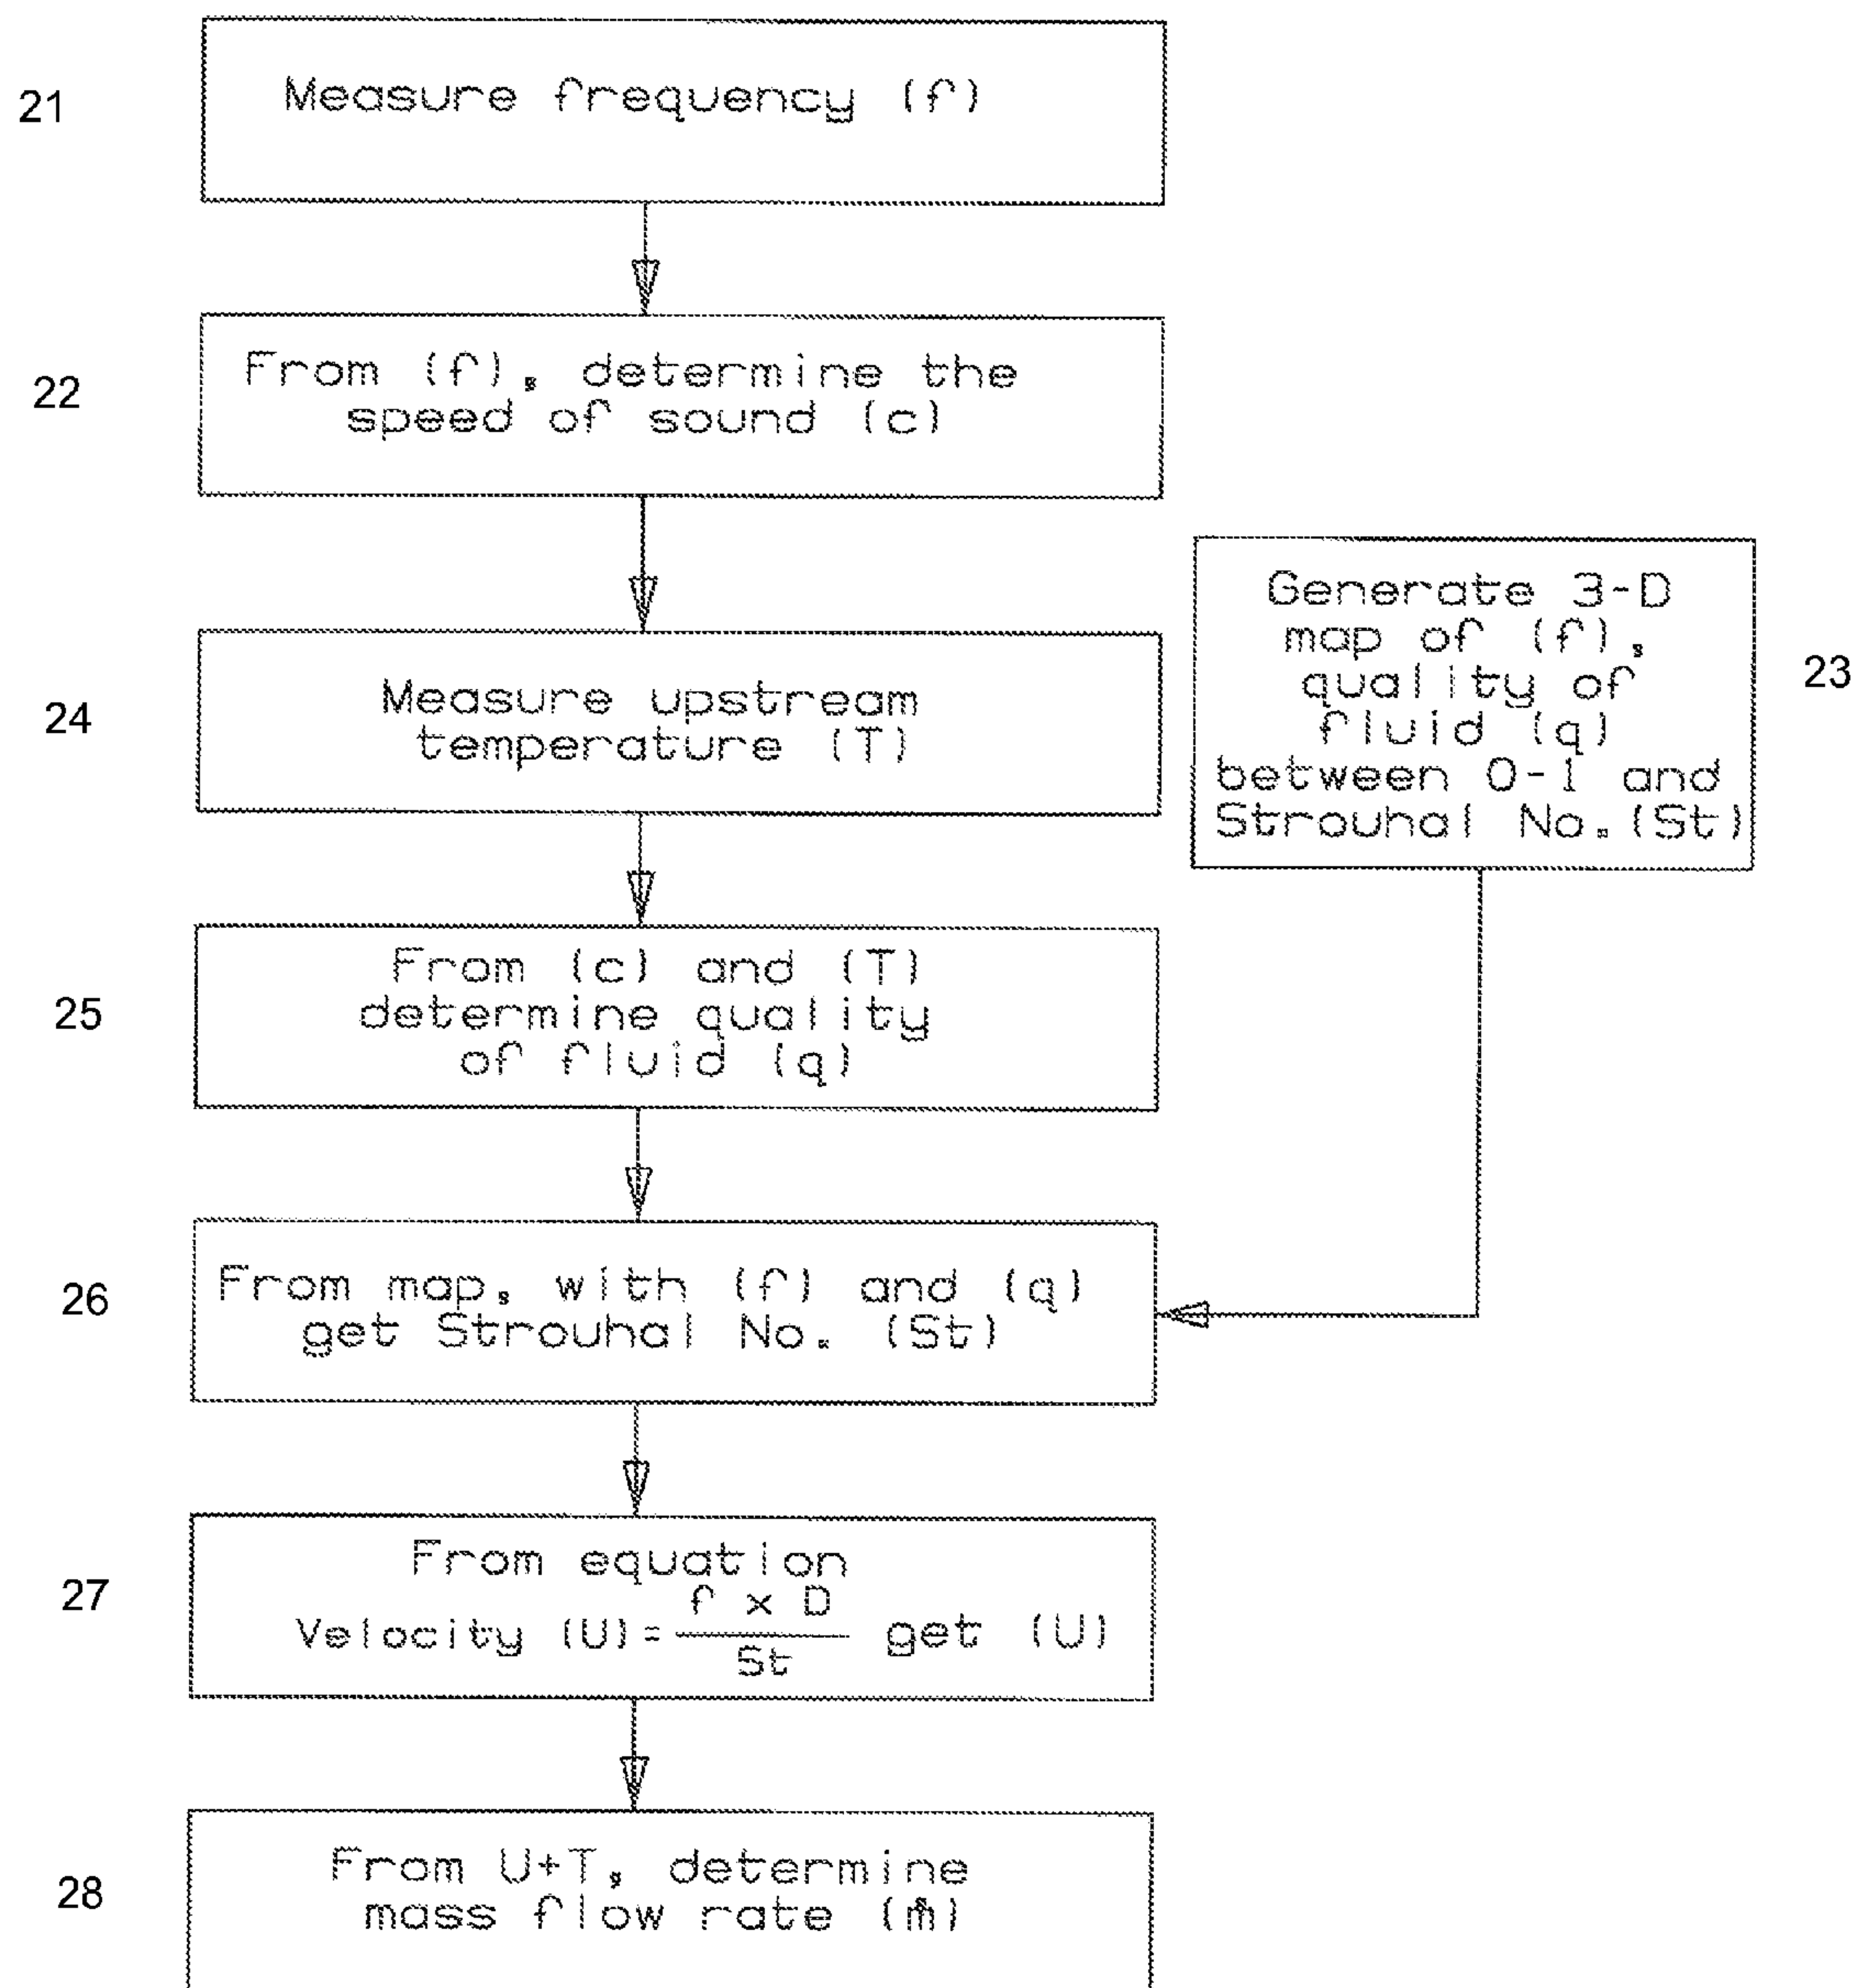 21
Measure frequency (f)
22
From (f), determine the
speed of sound (c)
23
Generate 3-D
map of (f),
quality of
fluid (q)
between 0-1 and
Strouhal No.(St)
24
Measure upstream
temperature (T)
25
From (c) and (T)
determine quality
of fluid (q)
26
From map, with (f) and (q)
get Strouhal No. (St)
27
From equation
Velocity (U)= f x D / St get (U)
28
From U+T, determine
mass flow rate (ṁ)